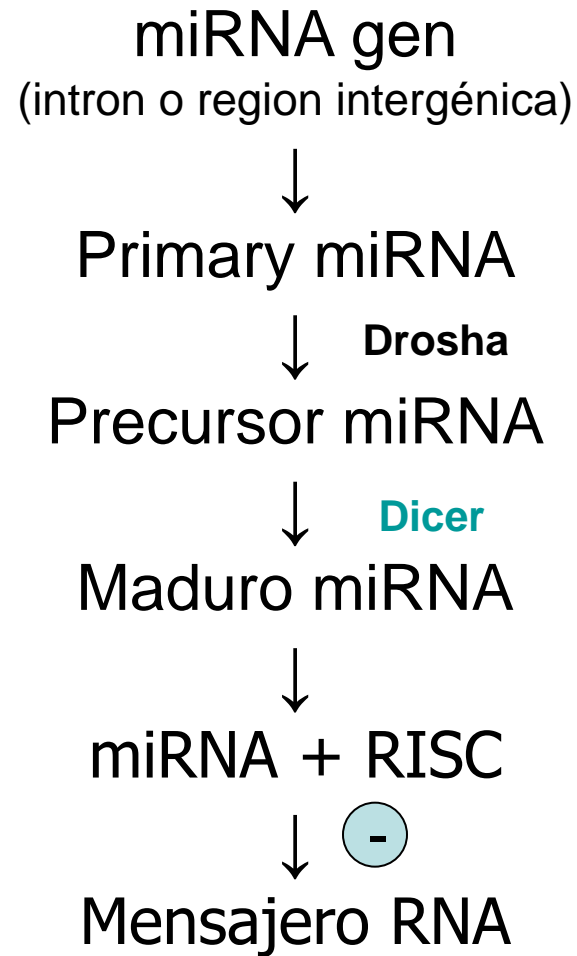 miRNA gen
(intron o region intergénica)
↓
Primary miRNA
↓ Drosha
Precursor miRNA
↓ Dicer
Maduro miRNA
↓
miRNA + RISC
↓ -
Mensajero RNA